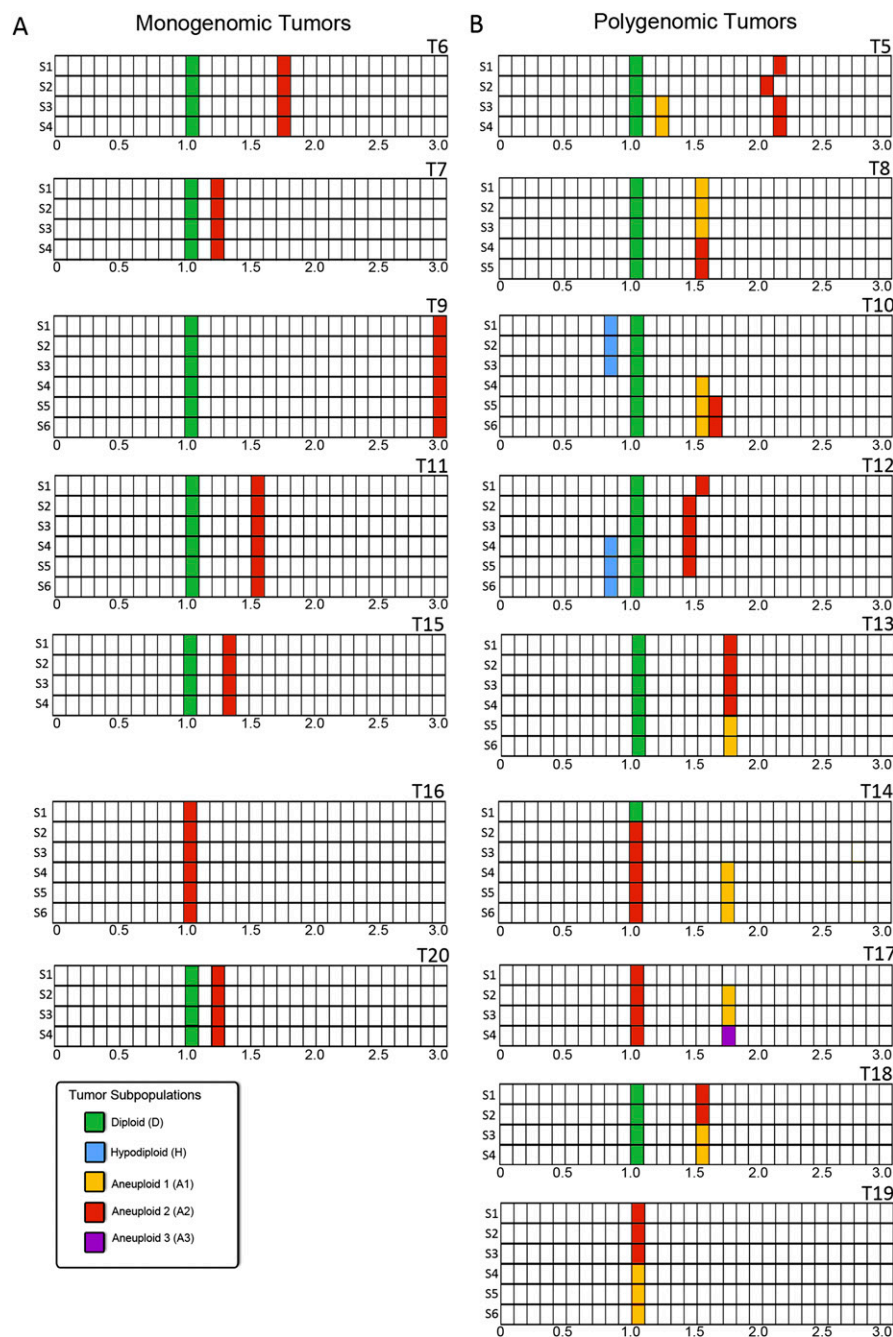 A Monogenomic Tumors
T6
S1
S2
S3
S4
0 0.5 1.0 1.5 2.0 2.5 3.0
T7
S1
S2
S3
S4
0 0.5 1.0 1.5 2.0 2.5 3.0
T9
S1
S2
S3
S4
S5
S6
0 0.5 1.0 1.5 2.0 2.5 3.0
T11
S1
S2
S3
S4
S5
S6
0 0.5 1.0 1.5 2.0 2.5 3.0
T15
S1
S2
S3
S4
0 0.5 1.0 1.5 2.0 2.5 3.0
T16
S1
S2
S3
S4
S5
S6
0 0.5 1.0 1.5 2.0 2.5 3.0
T20
S1
S2
S3
S4
0 0.5 1.0 1.5 2.0 2.5 3.0
Tumor Subpopulations
Diploid (D)
Hypodiploid (H)
Aneuploid 1 (A1)
Aneuploid 2 (A2)
Aneuploid 3 (A3)
B Polygenomic Tumors
T5
S1
S2
S3
S4
0 0.5 1.0 1.5 2.0 2.5 3.0
T8
S1
S2
S3
S4
S5
0 0.5 1.0 1.5 2.0 2.5 3.0
T10
S1
S2
S3
S4
S5
S6
0 0.5 1.0 1.5 2.0 2.5 3.0
T12
S1
S2
S3
S4
S5
S6
0 0.5 1.0 1.5 2.0 2.5 3.0
T13
S1
S2
S3
S4
S5
S6
0 0.5 1.0 1.5 2.0 2.5 3.0
T14
S1
S2
S3
S4
S5
S6
0 0.5 1.0 1.5 2.0 2.5 3.0
T17
S1
S2
S3
S4
0 0.5 1.0 1.5 2.0 2.5 3.0
T18
S1
S2
S3
S4
0 0.5 1.0 1.5 2.0 2.5 3.0
T19
S1
S2
S3
S4
S5
S6
0 0.5 1.0 1.5 2.0 2.5 3.0